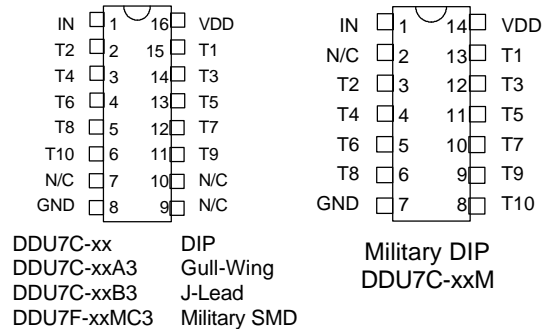 IN 1 16 VDD
T2 2 15 T1
T4 3 14 T3
T6 4 13 T5
T8 5 12 T7
T10 6 11 T9
N/C 7 10 N/C
GND 8 9 N/C
DDU7C-xx DIP
DDU7C-xxA3 Gull-Wing
DDU7C-xxB3 J-Lead
DDU7F-xxMC3 Military SMD
IN 1 14 VDD
N/C 2 13 T1
T2 3 12 T3
T4 4 11 T5
T6 5 10 T7
T8 6 9 T9
GND 7 8 T10
Military DIP
DDU7C-xxM